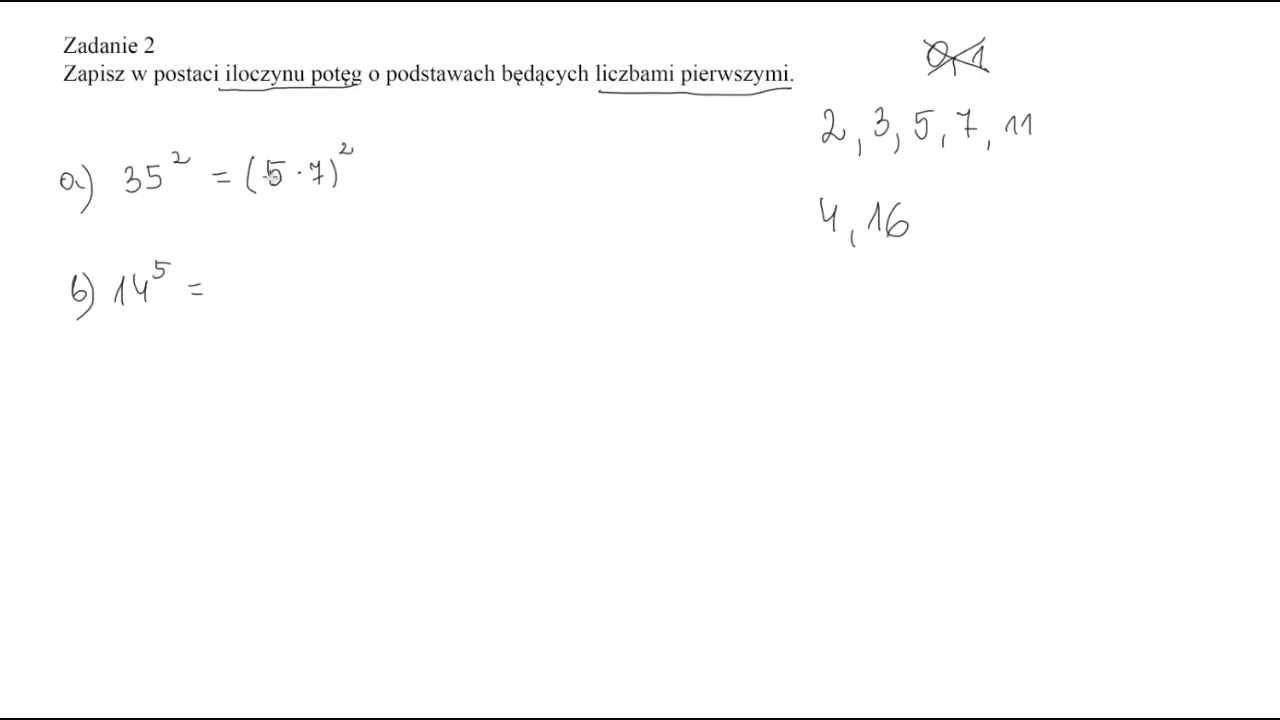 Zadanie 2
Zapisz w postaci iloczynu potęg o podstawach będących liczbami pierwszymi.
0, 1
2, 3, 5, 7, 11
a) 35² = (5 · 7)²
4, 16
b) 14⁵ =